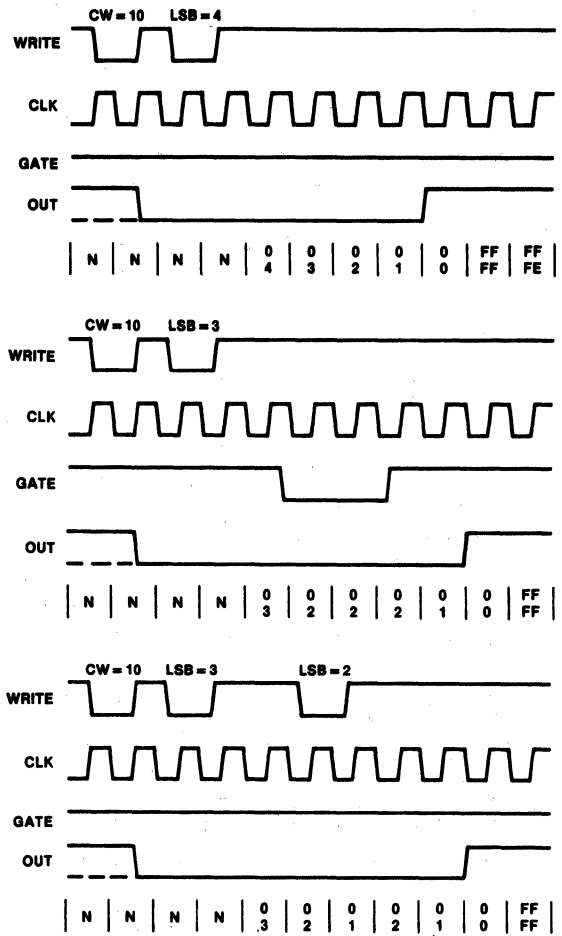 CW=10 LSB=4
WRITE
CLK
GATE
OUT
N N N N 0 0 0 0 0 FF FF
4 3 2 1 0 FF FE
CW=10 LSB=3
WRITE
CLK
GATE
OUT
N N N N 0 0 0 0 0 0 FF
3 2 2 2 1 0 FF
CW=10 LSB=3 LSB=2
WRITE
CLK
GATE
OUT
N N N N 0 0 0 0 0 0 FF
3 2 1 2 1 0 FF